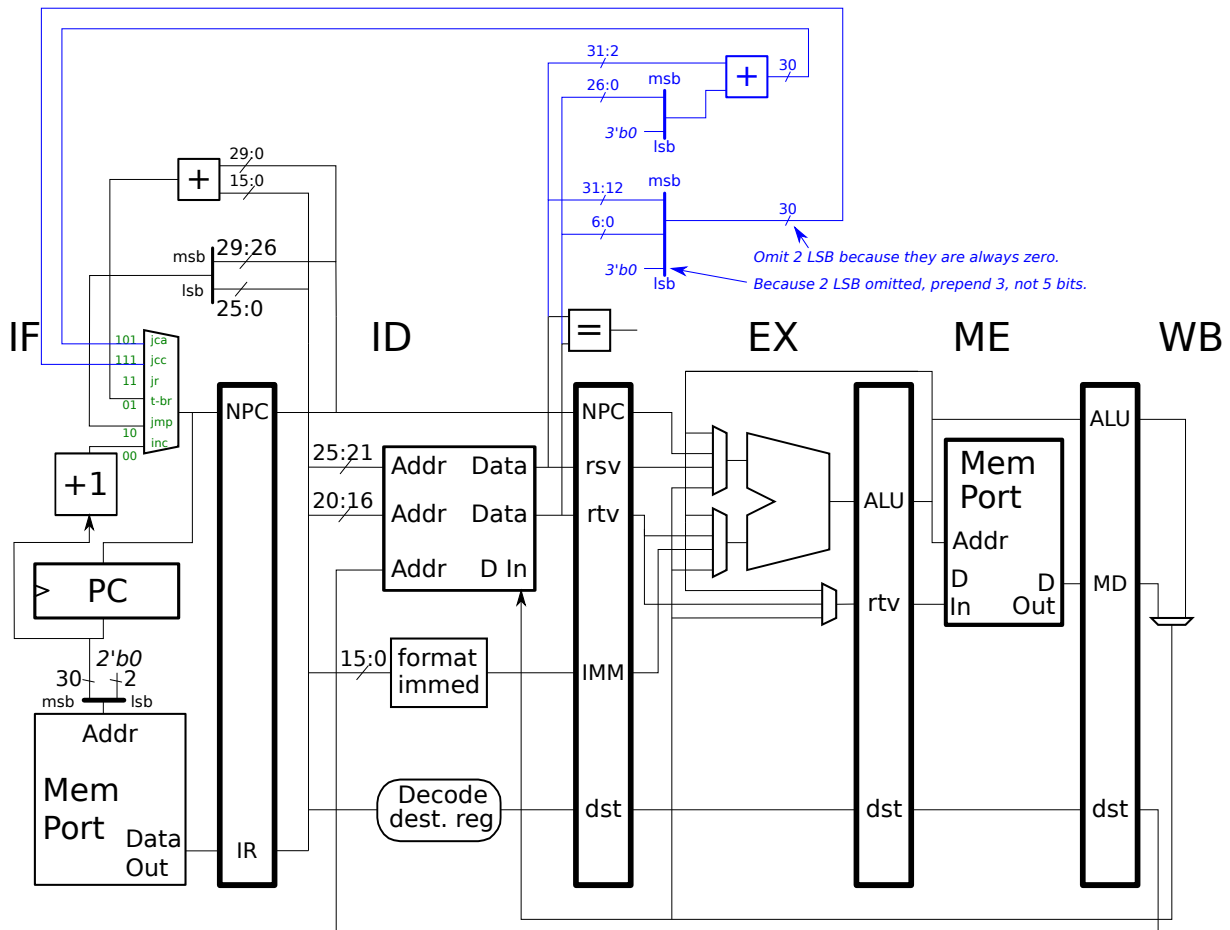 31:2
30
msb
26:0
3'b0
lsb
29:0
15:0
msb
31:12
30
6:0
3'b0
lsb
Omit 2 LSB because they are always zero.
Because 2 LSB omitted, prepend 3, not 5 bits.
+
+
msb
29:26
lsb
25:0
IF
ID
=
EX
ME
WB
101
jca
111
jcc
11
jr
01
t-br
10
jmp
00
inc
+1
PC
2'b0
30
2
msb
lsb
Addr
Mem
Port
Data
Out
NPC
IR
25:21
Addr
Data
20:16
Addr
Data
Addr
D In
15:0
format
immed
Decode
dest. reg
NPC
rsv
rtv
IMM
dst
ALU
rtv
dst
Mem
Port
Addr
D
In
D
Out
ALU
MD
dst